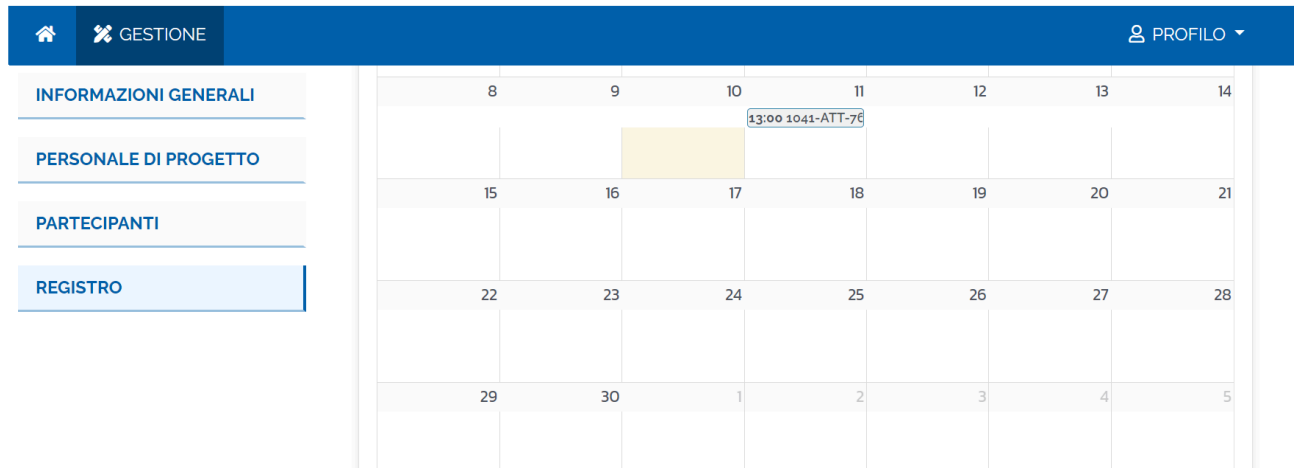 GESTIONE PROFILO
INFORMAZIONI GENERALI
PERSONALE DI PROGETTO
PARTECIPANTI
REGISTRO
8 9 10 11 12 13 14
13:00 1041-ATT-76
15 16 17 18 19 20 21
22 23 24 25 26 27 28
29 30 1 2 3 4 5